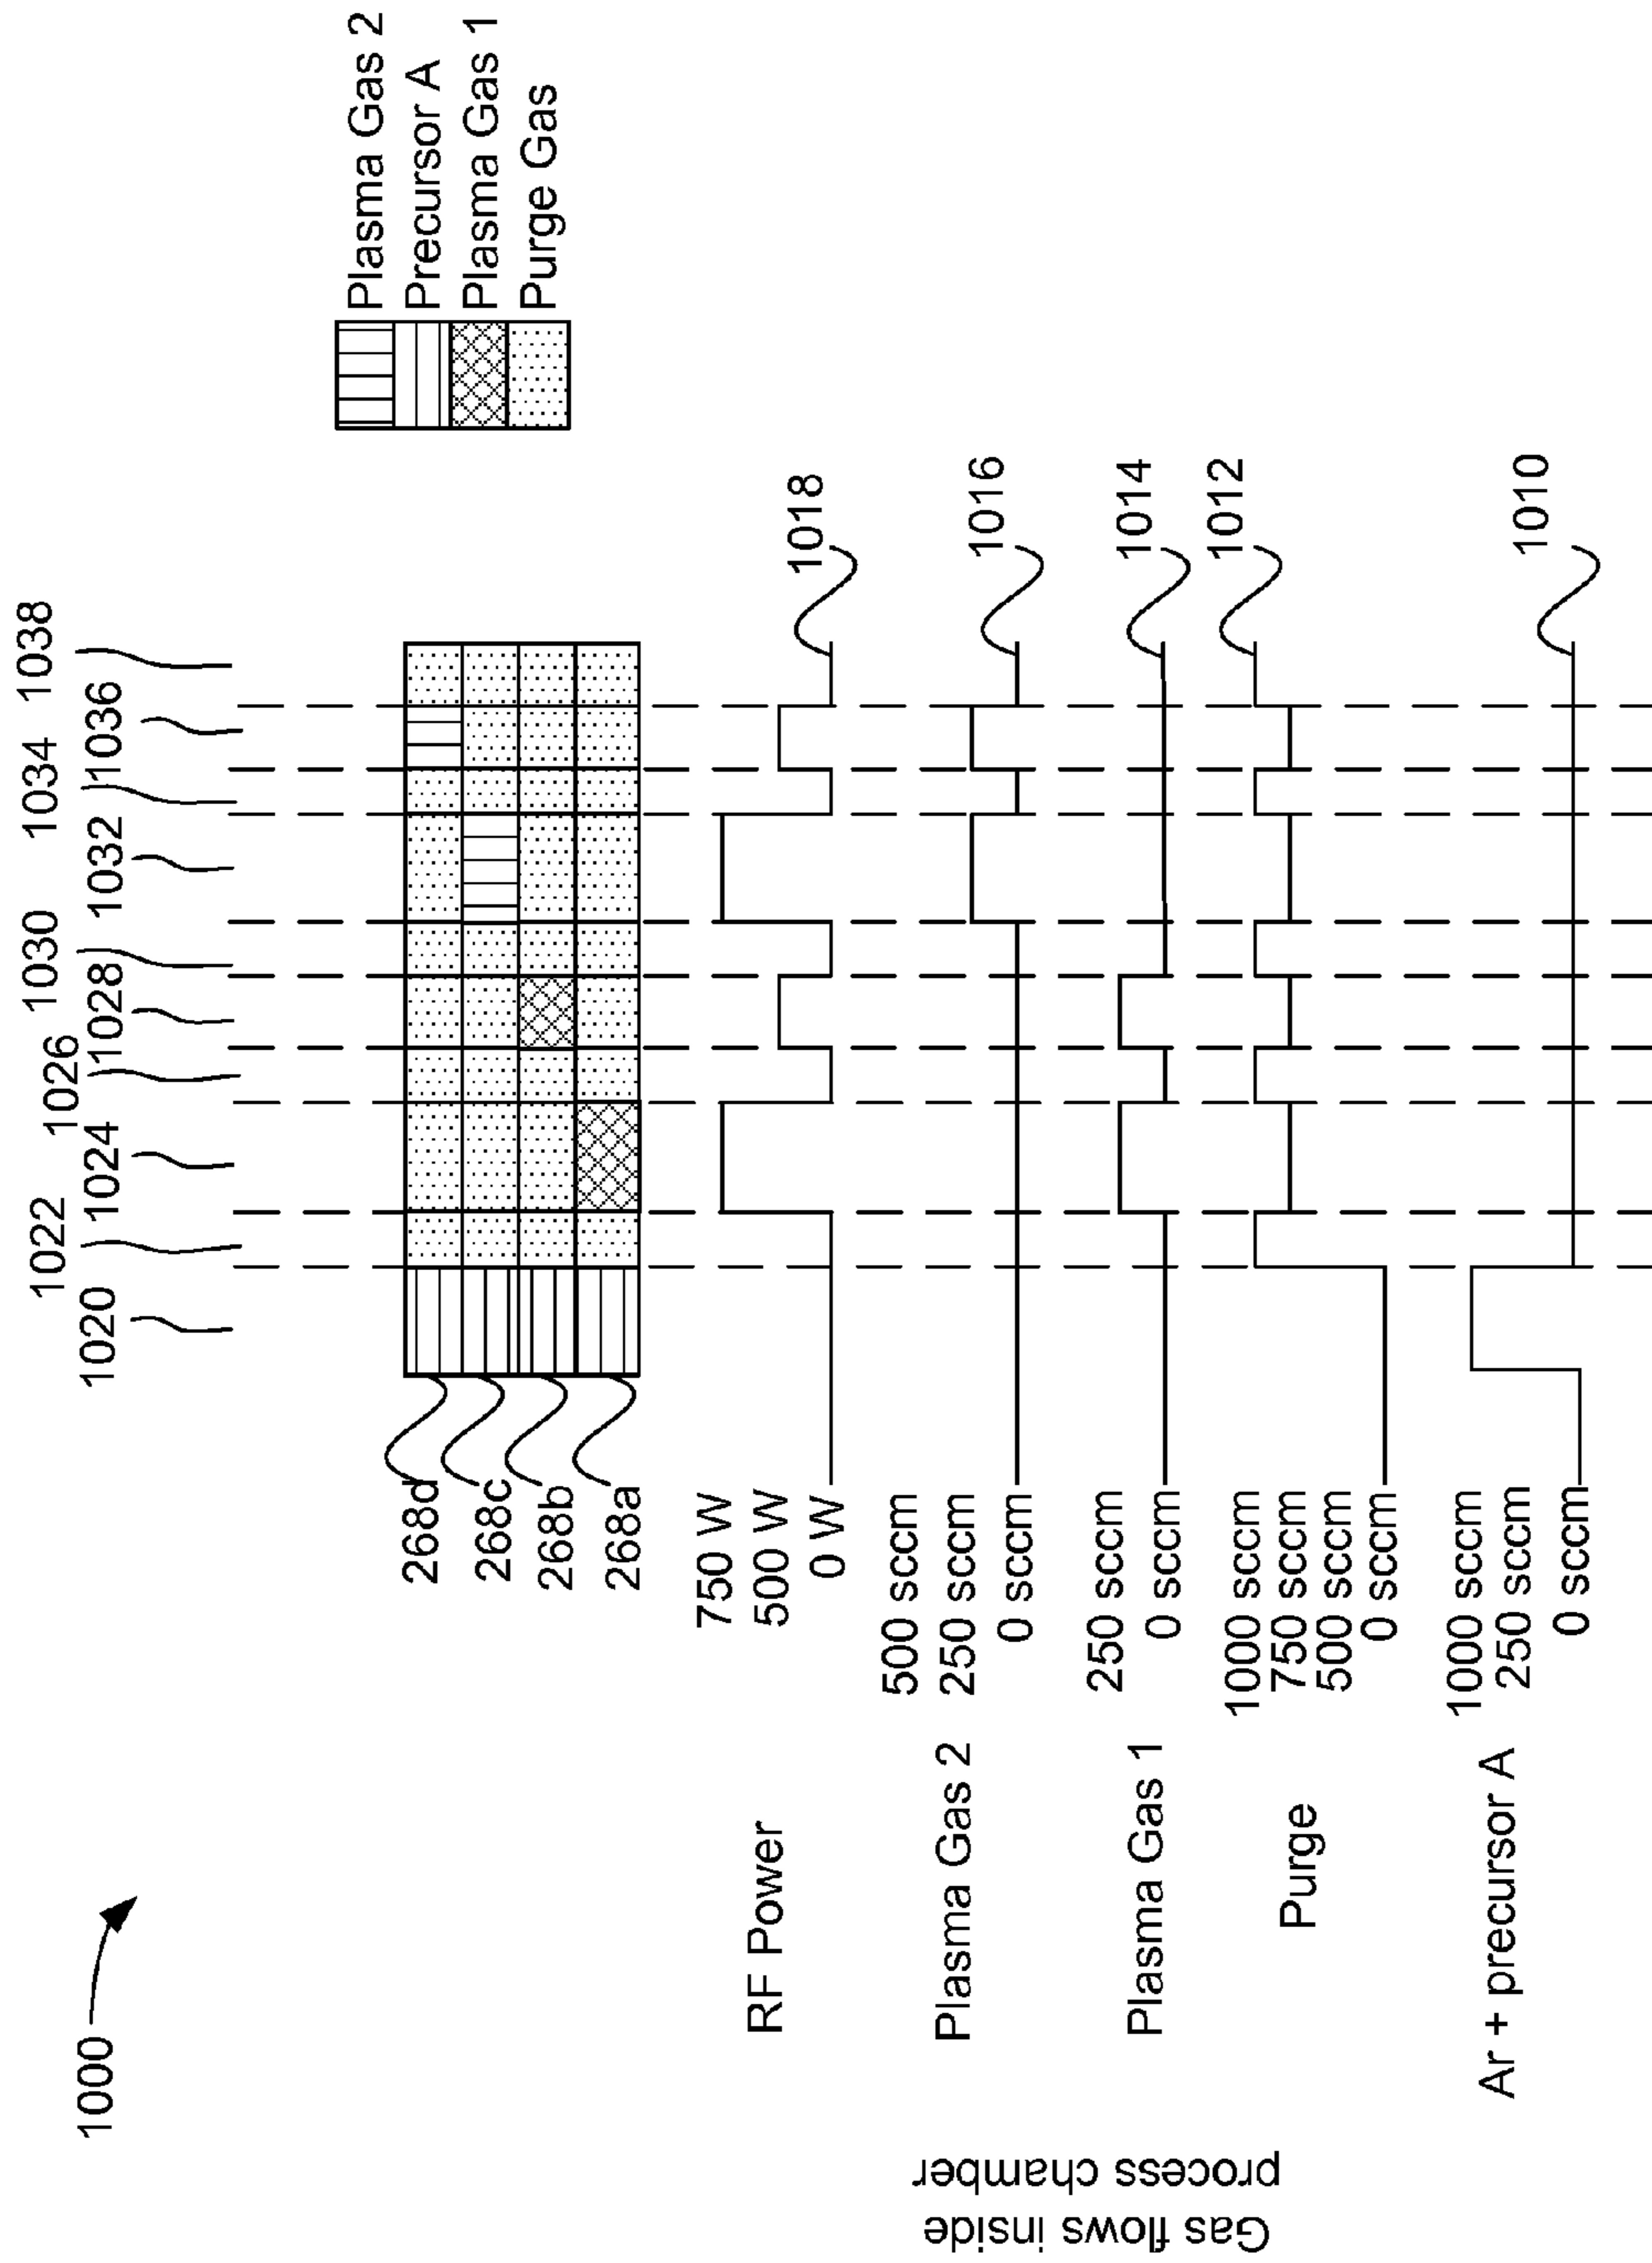 1000
1020
1022
1024
1026
1028
1030
1032
1034
1036
1038
Plasma Gas 2
Precursor A
Plasma Gas 1
Purge Gas
268d
268c
268b
268a
RF Power
750 W
500 W
0 W
1018
Plasma Gas 2
500 sccm
250 sccm
0 sccm
1016
Plasma Gas 1
250 sccm
0 sccm
1014
Purge
1000 sccm
750 sccm
500 sccm
0 sccm
1012
Ar + precursor A
1000 sccm
250 sccm
0 sccm
1010
Gas flows inside
process chamber